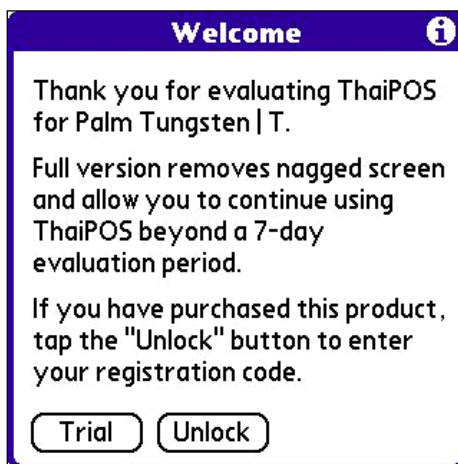 Welcome
Thank you for evaluating ThaiPOS
for Palm Tungsten | T.
Full version removes nagged screen
and allow you to continue using
ThaiPOS beyond a 7-day
evaluation period.
If you have purchased this product,
tap the "Unlock" button to enter
your registration code.
Trial Unlock